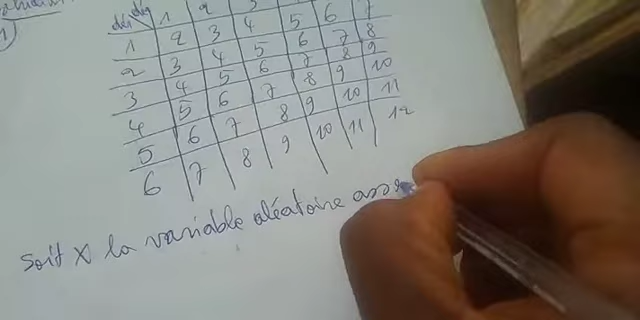 1)
dé1 dé2 1 2 3 4 5 6
1 2 3 4 5 6 7
2 3 4 5 6 7 8
3 4 5 6 7 8 9
4 5 6 7 8 9 10
5 6 7 8 9 10 11
6 7 8 9 10 11 12
Soit X la variable aléatoire ass